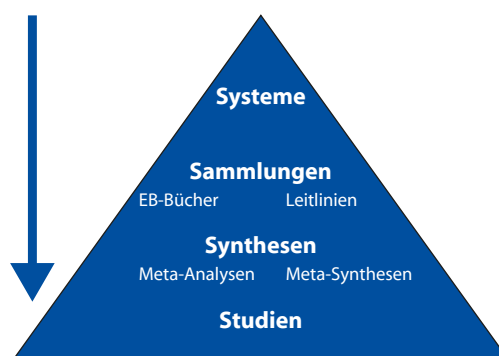 Systeme
Sammlungen
EB-Bücher Leitlinien
Synthesen
Meta-Analysen Meta-Synthesen
Studien